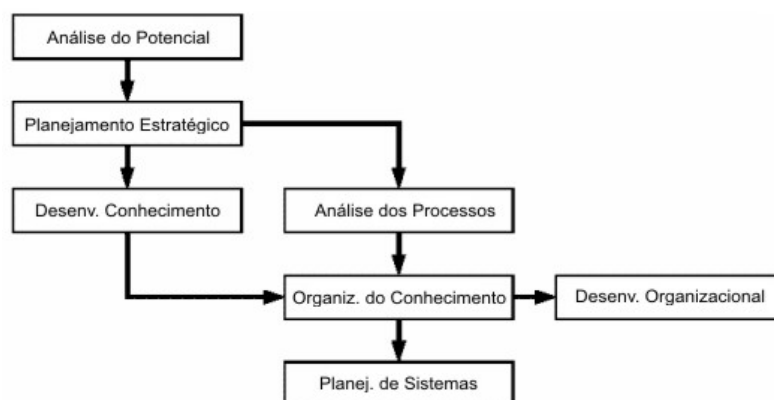 Análise do Potencial
Planejamento Estratégico
Desenv. Conhecimento
Análise dos Processos
Organiz. do Conhecimento
Desenv. Organizacional
Planej. de Sistemas